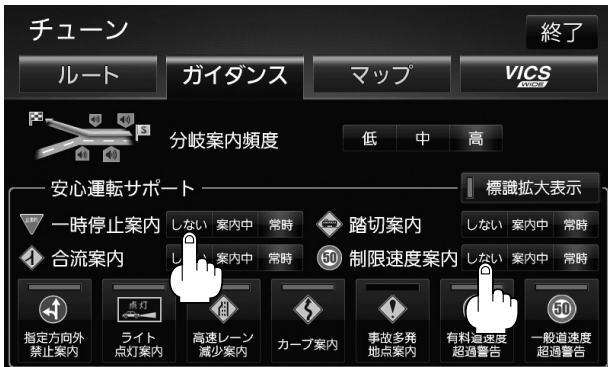 チューン
終了
ルート
ガイダンス
マップ
VICS
WIDE
S
分岐案内頻度
低 中 高
安心運転サポート
標識拡大表示
一時停止案内
しない 案内中 常時
踏切案内
しない 案内中 常時
合流案内
案内中 常時
50
制限速度案内
しない 案内中 常時
点灯
50
指定方向外
禁止案内
ライト
点灯案内
高速レーン
減少案内
カーブ案内
事故多発
地点案内
有料道速度
超過警告
一般道速度
超過警告